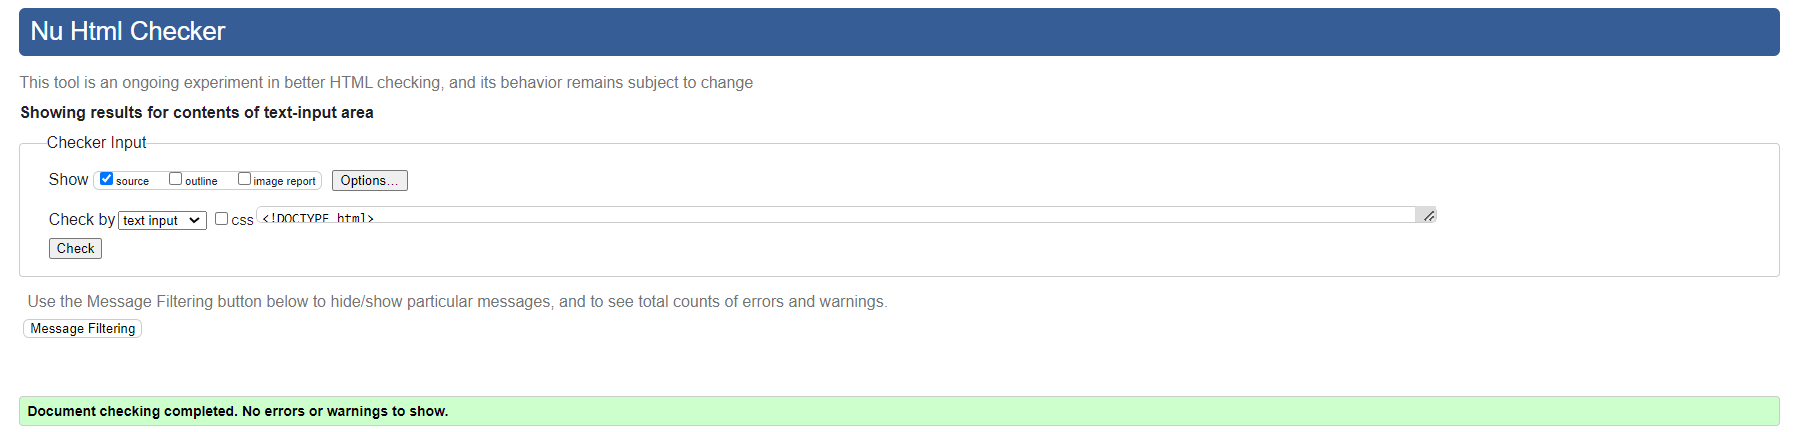 Nu Html Checker
This tool is an ongoing experiment in better HTML checking, and its behavior remains subject to change
Showing results for contents of text-input area
Checker Input
Show source outline image report Options...
Check by text input css <!DOCTYPE html>
Check
Use the Message Filtering button below to hide/show particular messages, and to see total counts of errors and warnings.
Message Filtering
Document checking completed. No errors or warnings to show.